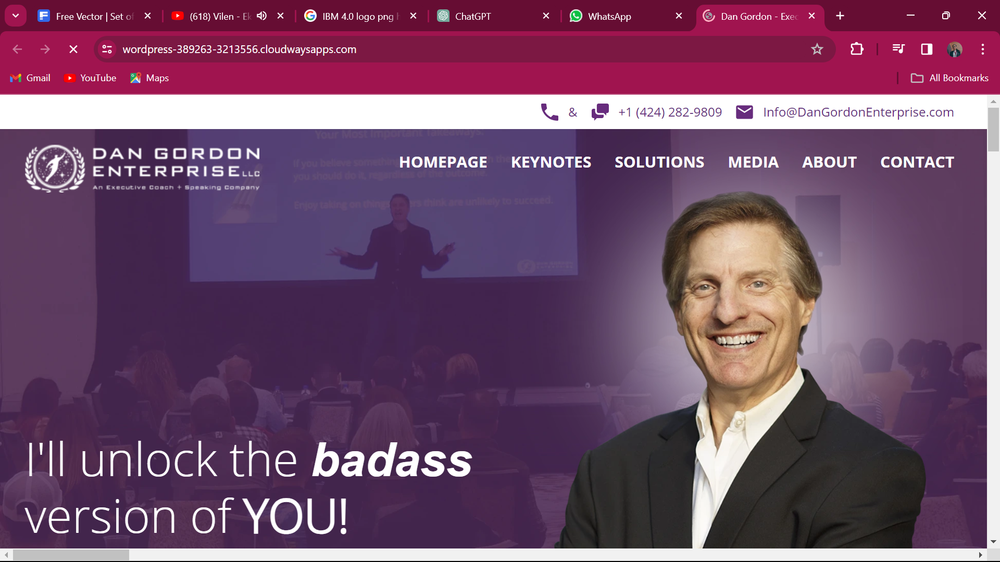 Free Vector | Set of
(618) Vilen - Ek
IBM 4.0 logo png h
ChatGPT
WhatsApp
Dan Gordon - Exec
wordpress-389263-3213556.cloudwaysapps.com
Gmail
YouTube
Maps
All Bookmarks
& +1 (424) 282-9809 Info@DanGordonEnterprise.com
DAN GORDON
ENTERPRISE LLC
An Executive Coach + Speaking Company
HOMEPAGE KEYNOTES SOLUTIONS MEDIA ABOUT CONTACT
Your Most Important Takeaways:
If you believe something
you should do it, regardless of the outcome.
Enjoy taking on things others think are unlikely to succeed.
I'll unlock the badass
version of YOU!